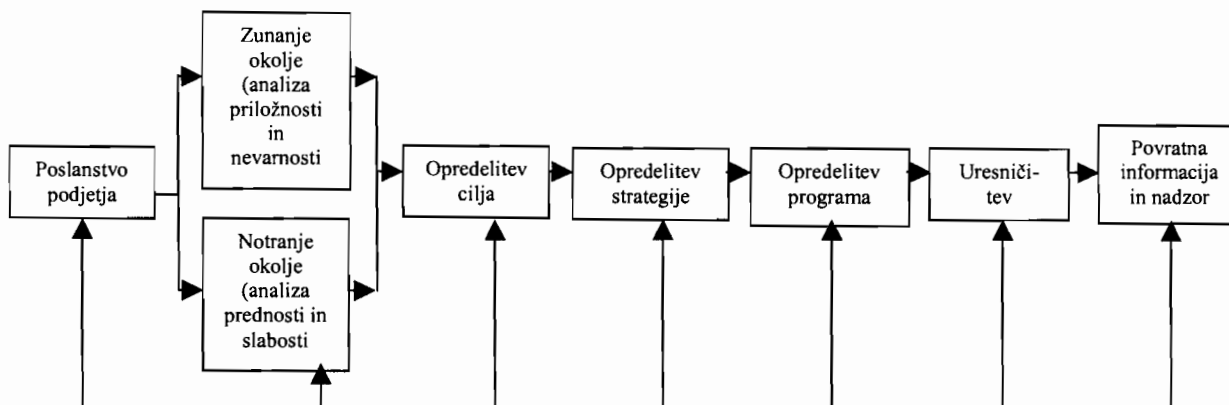 Poslanstvo
podjetja
Zunanje
okolje
(analiza
priložnosti
in
nevarnosti
Notranje
okolje
(analiza
prednosti in
slabosti
Opredelitev
cilja
Opredelitev
strategije
Opredelitev
programa
Uresniči-
tev
Povratna
informacija
in nadzor